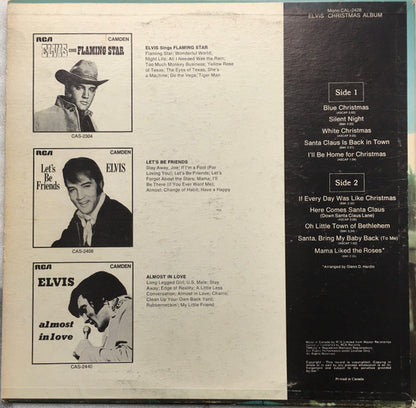 Mono CAL-2428
ELVIS' CHRISTMAS ALBUM
RCA CAMDEN
ELVIS SINGS FLAMING STAR
CAS-2304
ELVIS Sings FLAMING STAR
Flaming Star; Wonderful World;
Night Life; All I Needed Was the Rain;
Too Much Monkey Business; Yellow Rose
of Texas; The Eyes of Texas; She's
a Machine; Do the Vega; Tiger Man
RCA CAMDEN
Let's Be Friends
ELVIS
CAS-2408
LET'S BE FRIENDS
Stay Away, Joe; If I'm a Fool (For
Loving You); Let's Be Friends; Let's
Forget About the Stars; Mama; I'll
Be There (If You Ever Want Me);
Almost; Change of Habit; Have a Happy
RCA CAMDEN
ELVIS
almost
in love
CAS-2440
ALMOST IN LOVE
Long Legged Girl; U.S. Male; Stay
Away; Edge of Reality; A Little Less
Conversation; Almost in Love; Charro;
Clean Up Your Own Back Yard;
Rubberneckin'; My Little Friend
Side 1
Blue Christmas
Silent Night
White Christmas
Santa Claus Is Back in Town
I'll Be Home for Christmas
Side 2
If Every Day Was Like Christmas
Here Comes Santa Claus
(Down Santa Claus Lane)
Oh Little Town of Bethlehem
Santa, Bring My Baby Back (To Me)
Mama Liked the Roses*
*Arranged by Glenn D. Hardin
Printed in Canada